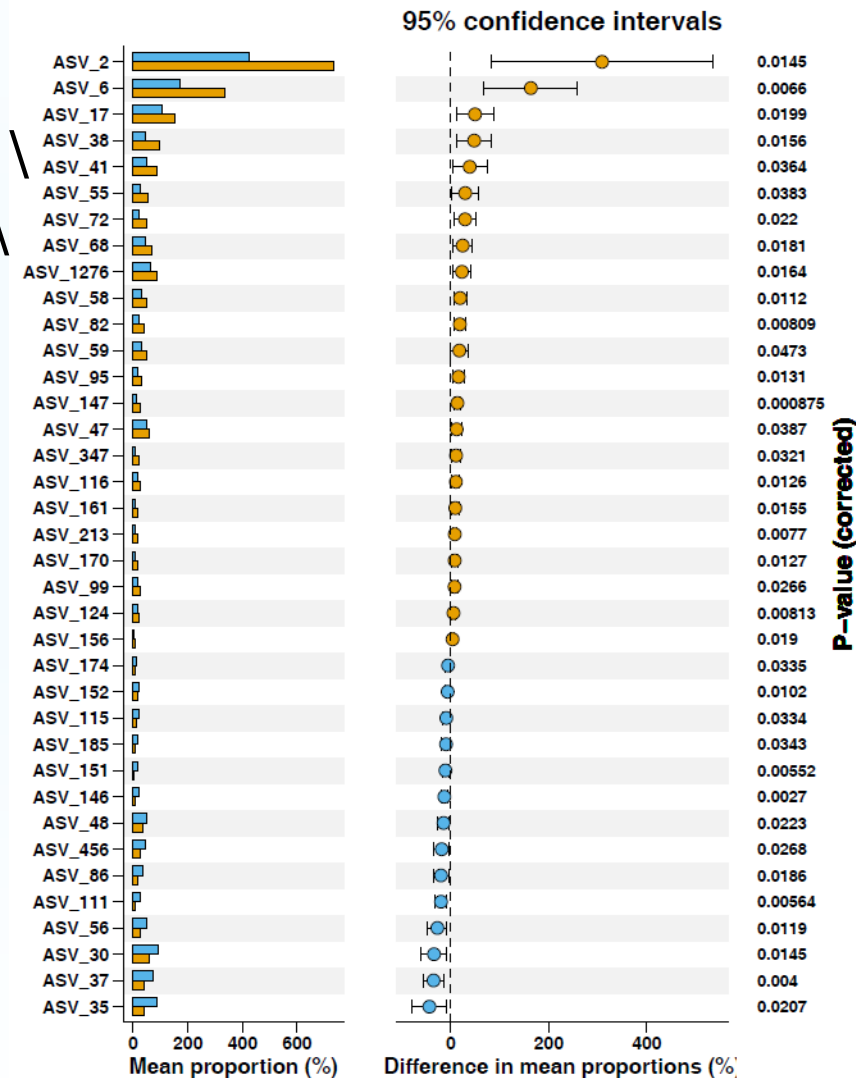 95% confidence intervals
ASV_2 0.0145
ASV_6 0.0066
ASV_17 0.0199
ASV_38 0.0156
ASV_41 0.0364
ASV_55 0.0383
ASV_72 0.022
ASV_68 0.0181
ASV_1276 0.0164
ASV_58 0.0112
ASV_82 0.00809
ASV_59 0.0473
ASV_95 0.0131
ASV_147 0.000875
ASV_47 0.0387
ASV_347 0.0321
ASV_116 0.0126
ASV_161 0.0155
ASV_213 0.0077
ASV_170 0.0127
ASV_99 0.0266
ASV_124 0.00813
ASV_156 0.019
ASV_174 0.0335
ASV_152 0.0102
ASV_115 0.0334
ASV_185 0.0343
ASV_151 0.00552
ASV_146 0.0027
ASV_48 0.0223
ASV_456 0.0268
ASV_86 0.0186
ASV_111 0.00564
ASV_56 0.0119
ASV_30 0.0145
ASV_37 0.004
ASV_35 0.0207
P-value (corrected)
0 200 400 600 0 200 400
Mean proportion (%) Difference in mean proportions (%)